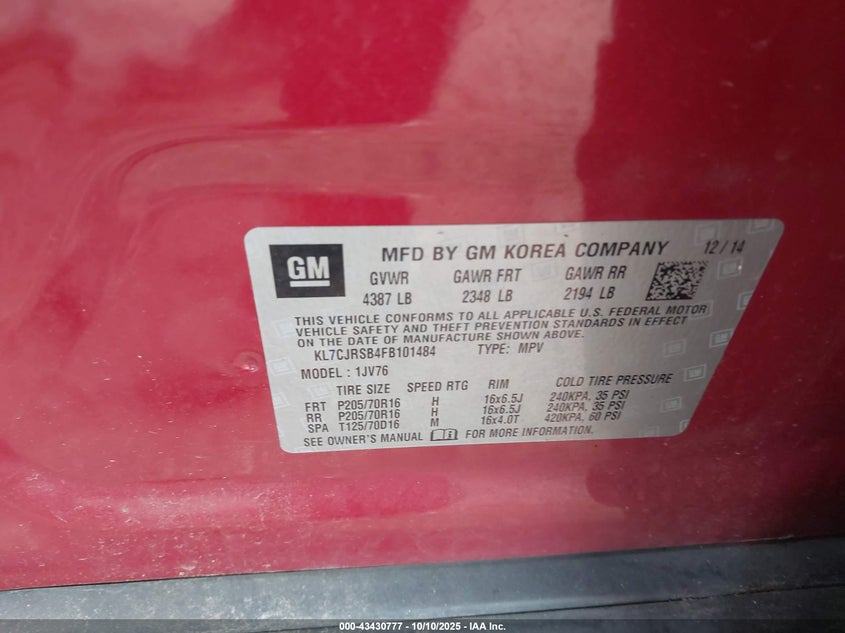 GM
MFD BY GM KOREA COMPANY 12/14
GVWR GAWR FRT GAWR RR
4387 LB 2348 LB 2194 LB
THIS VEHICLE CONFORMS TO ALL APPLICABLE U.S. FEDERAL MOTOR
VEHICLE SAFETY AND THEFT PREVENTION STANDARDS IN EFFECT
ON THE DATE OF MANUFACTURE SHOWN ABOVE.
KL7CJRSB4FB101484 TYPE: MPV
MODEL : 1JV76
TIRE SIZE SPEED RTG RIM COLD TIRE PRESSURE
FRT P205/70R16 H 16x6.5J 240KPA, 35 PSI
RR P205/70R16 H 16x6.5J 240KPA, 35 PSI
SPA T125/70D16 M 16x4.0T 420KPA, 60 PSI
SEE OWNER'S MANUAL FOR MORE INFORMATION.
000-43430777 10/10/2025 - IAA Inc.